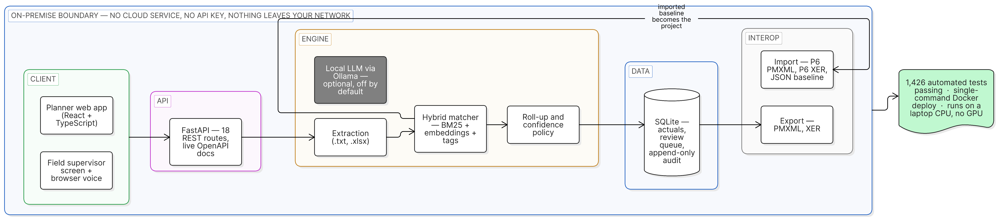 ON-PREMISE BOUNDARY — NO CLOUD SERVICE, NO API KEY, NOTHING LEAVES YOUR NETWORK
imported
baseline
becomes the
project
CLIENT
Planner web app
(React +
TypeScript)
Field supervisor
screen +
browser voice
API
FastAPI — 18
REST routes,
live OpenAPI
docs
ENGINE
Local LLM via
Ollama —
optional, off by
default
Extraction
(.txt, .xlsx)
Hybrid matcher
— BM25 +
embeddings +
tags
Roll-up and
confidence
policy
DATA
SQLite —
actuals,
review
queue,
append-only
audit
INTEROP
Import — P6
PMXML, P6 XER,
JSON baseline
Export —
PMXML, XER
1,426 automated tests
passing · single-
command Docker
deploy · runs on a
laptop CPU, no GPU